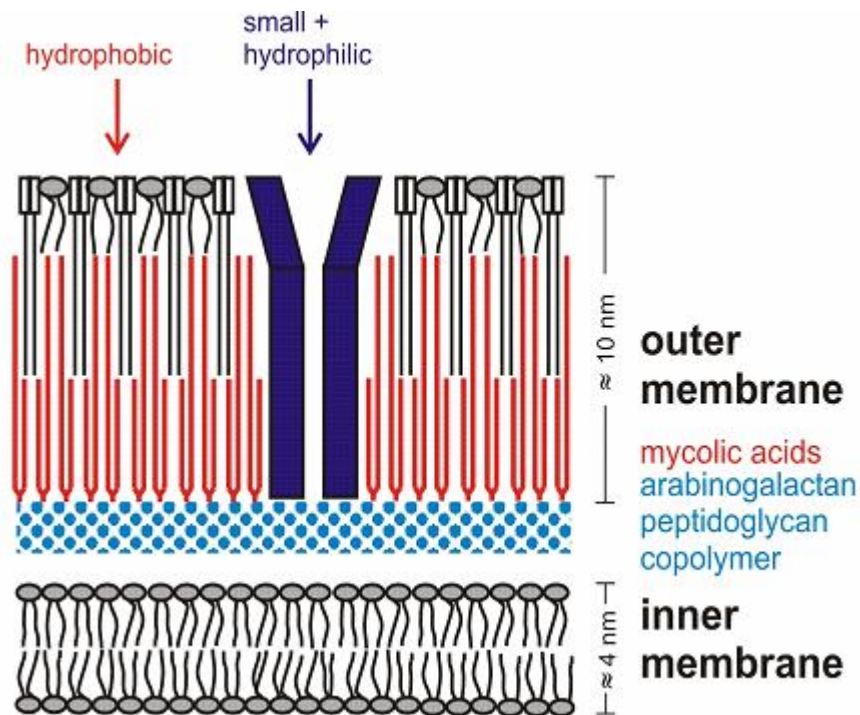 small +
hydrophobic hydrophilic
≈ 10 nm
outer
membrane
mycolic acids
arabinogalactan
peptidoglycan
copolymer
≈ 4 nm
inner
membrane